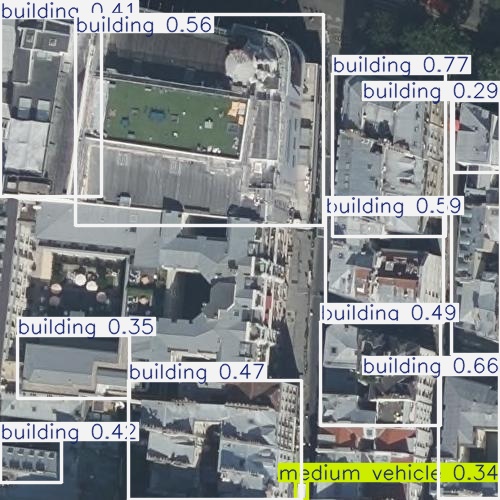 building 0.41
building 0.56
building 0.77
building 0.29
building 0.59
building 0.49
building 0.35
building 0.66
building 0.47
building 0.42
medium vehicle 0.34